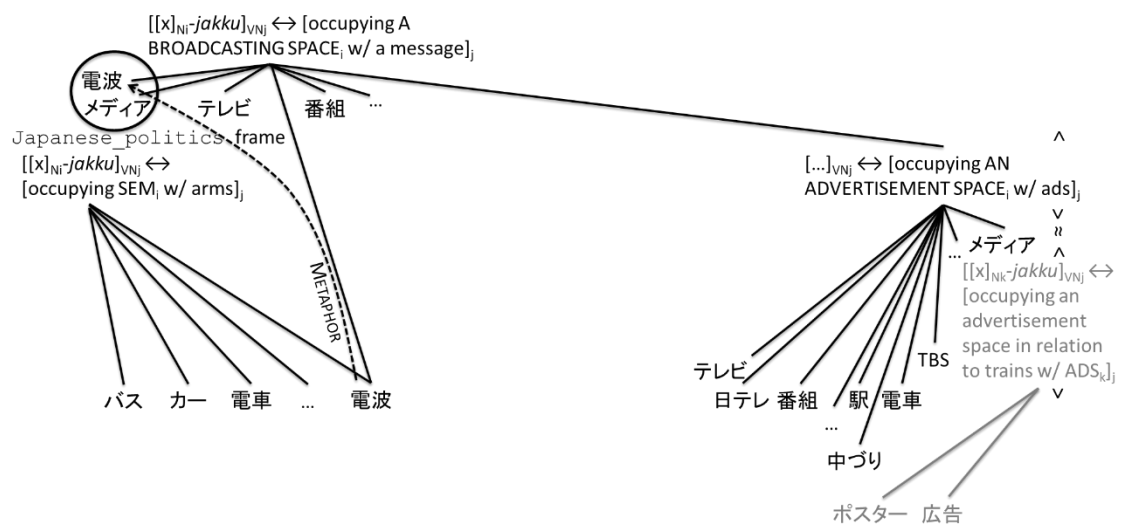 [[x]Ni-jakku]VNj ↔ [occupying A
BROADCASTING SPACEi w/ a message]j
電波
メディア
テレビ
番組
...
Japanese_politics frame
[[x]Ni-jakku]VNj ↔
[occupying SEMi w/ arms]j
METAPHOR
バス
カー
電車
...
電波
^
[...]VNj ↔ [occupying AN
ADVERTISEMENT SPACEi w/ ads]j
˅
≈
^
...
メディア
[[x]Nk-jakku]VNj ↔
[occupying an
advertisement
space in relation
to trains w/ ADSk]j
˅
テレビ
日テレ
番組
...
駅
電車
TBS
中づり
ポスター
広告